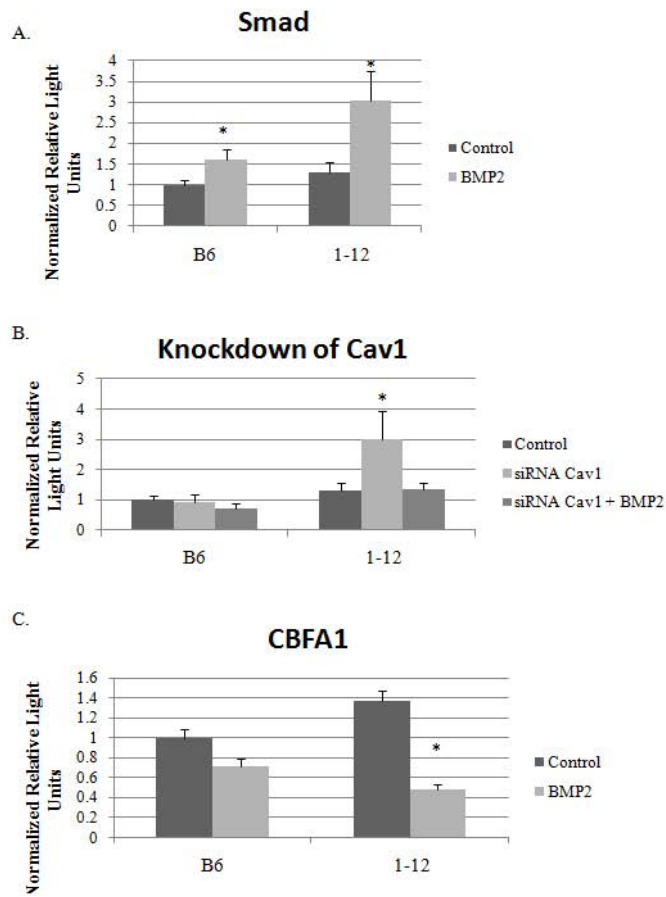 A.
Smad
Normalized Relative Light
Units
4
3.5
3
2.5
2
1.5
1
0.5
0
*
*
B6
1-12
Control
BMP2
B.
Knockdown of Cav1
Normalized Relative
Light Units
5
4
3
2
1
0
*
B6
1-12
Control
siRNA Cav1
siRNA Cav1 + BMP2
C.
CBFA1
Normalized Relative Light
Units
1.6
1.4
1.2
1
0.8
0.6
0.4
0.2
0
*
B6
1-12
Control
BMP2